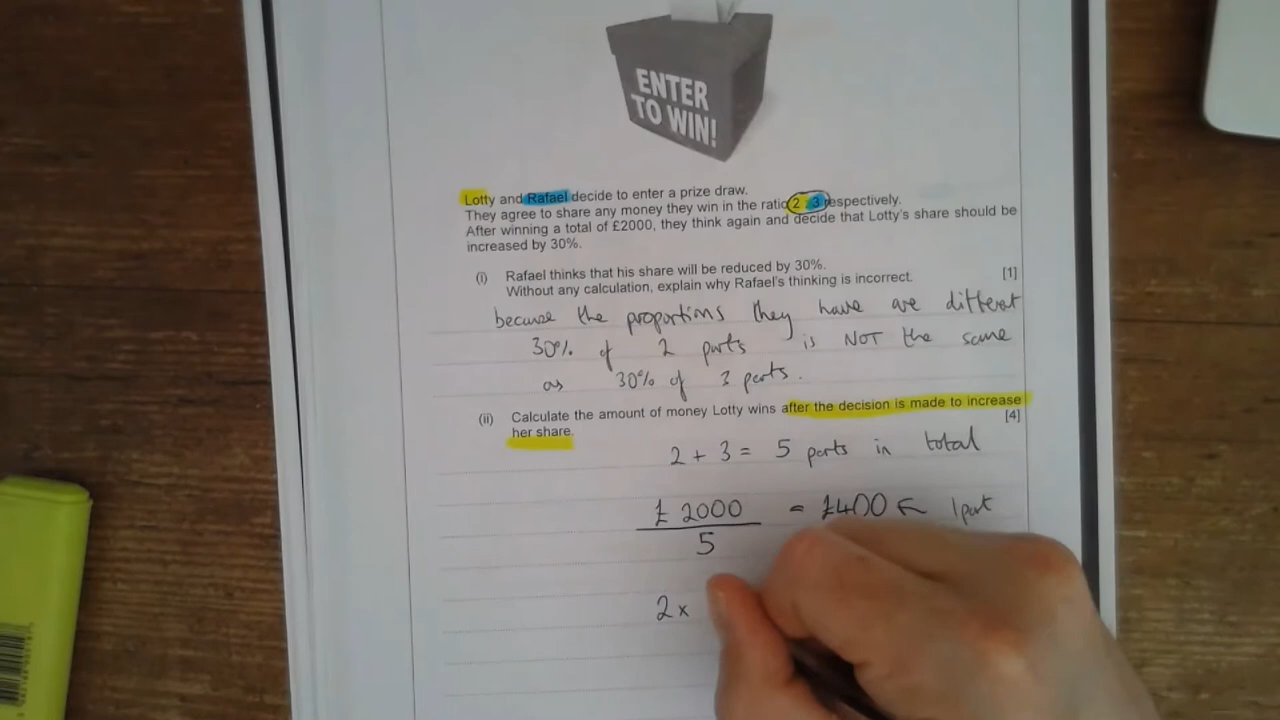 ENTER
TO WIN!
Lotty and Rafael decide to enter a prize draw.
They agree to share any money they win in the ratio 2 : 3 respectively.
After winning a total of £2000, they think again and decide that Lotty's share should be
increased by 30%.
(i) Rafael thinks that his share will be reduced by 30%.
Without any calculation, explain why Rafael's thinking is incorrect. [1]
because the proportions they have are different
30% of 2 parts is NOT the same
as 30% of 3 parts.
(ii) Calculate the amount of money Lotty wins after the decision is made to increase
her share. [4]
2 + 3 = 5 parts in total
£ 2000 = £400 ← 1 part
5
2 ×